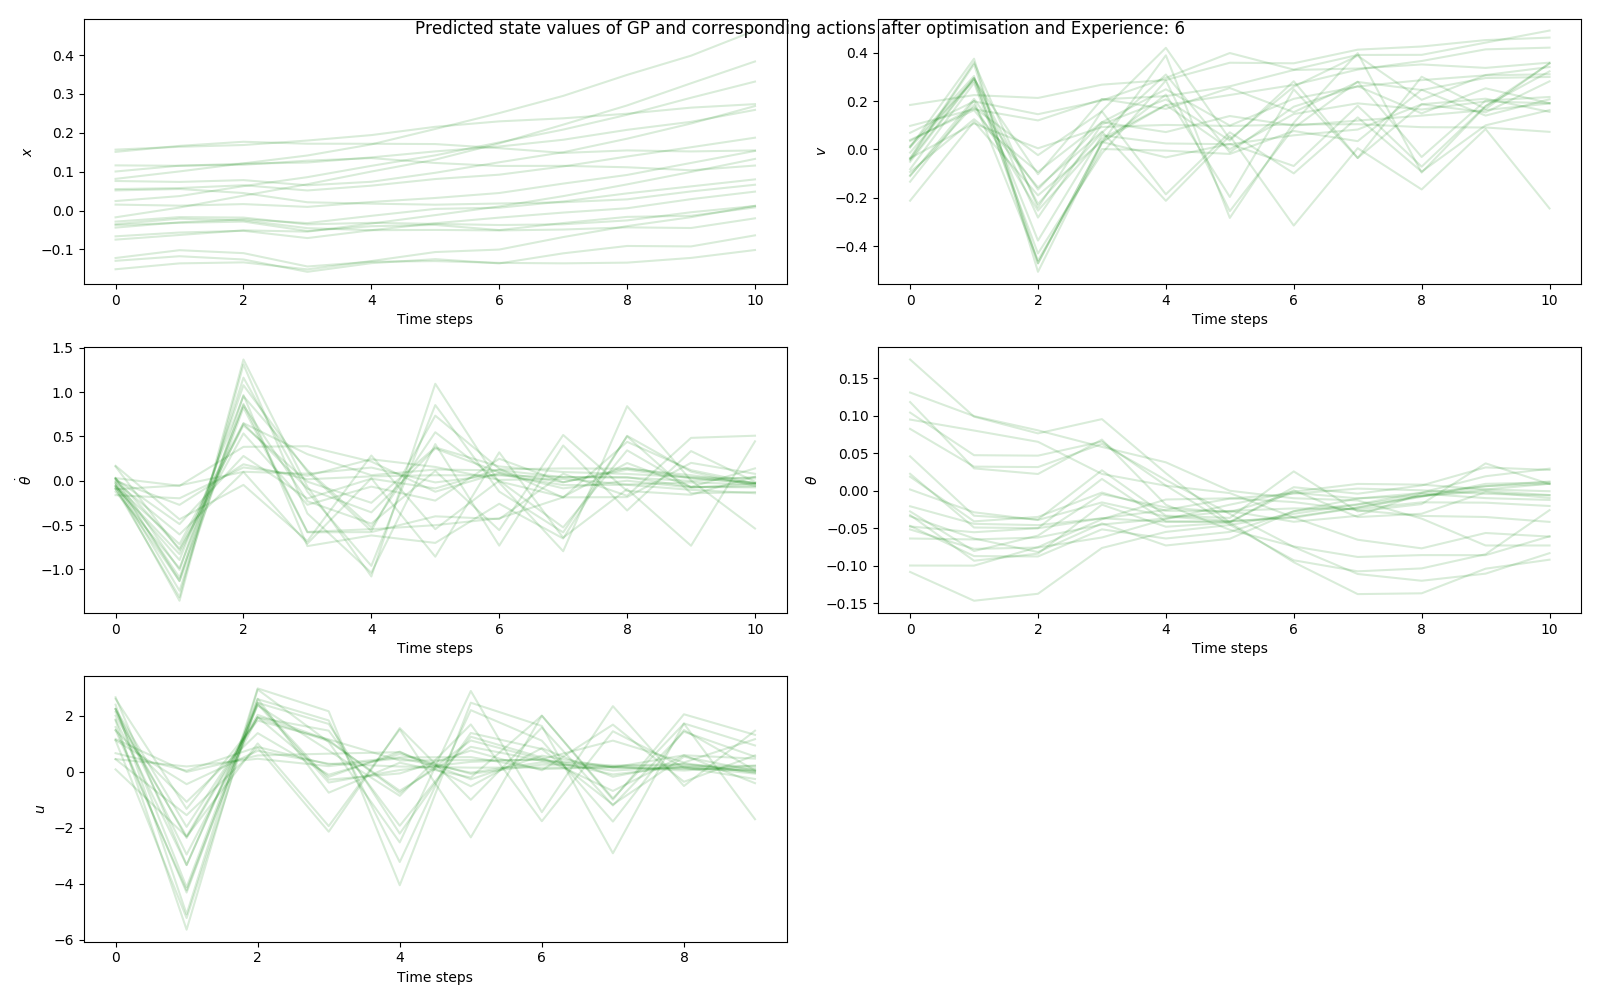 Predicted state values of GP and corresponding actions after optimisation and Experience: 6
0.4
0.3
0.2
0.1
0.0
−0.1
x
0 2 4 6 8 10
Time steps
0.4
0.2
0.0
−0.2
−0.4
v
0 2 4 6 8 10
Time steps
1.5
1.0
0.5
0.0
−0.5
−1.0
θ̇
0 2 4 6 8 10
Time steps
0.15
0.10
0.05
0.00
−0.05
−0.10
−0.15
θ
0 2 4 6 8 10
Time steps
2
0
−2
−4
−6
u
0 2 4 6 8
Time steps